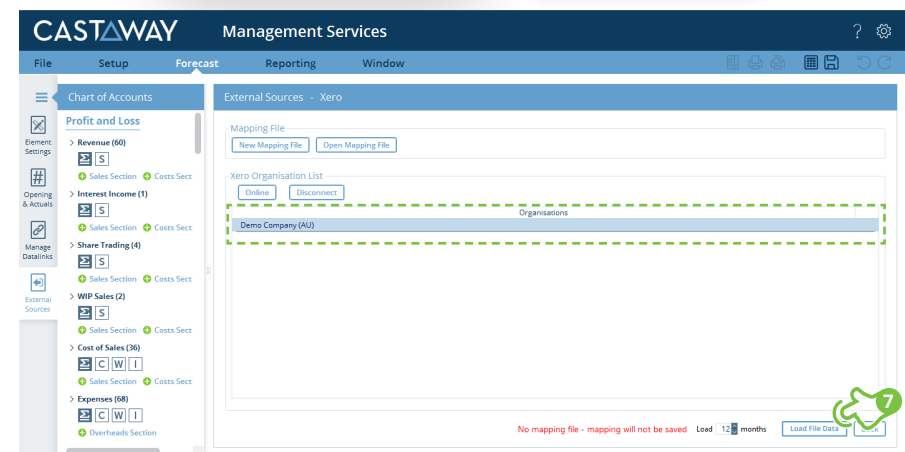 CASTAWAY Management Services ?
File Setup Forecast Reporting Window
Chart of Accounts
External Sources - Xero
Element
Settings
Opening
& Actuals
Manage
Datalinks
External
Sources
Profit and Loss
Revenue (60)
S
Sales Section Costs Sect
Interest Income (1)
S
Sales Section Costs Sect
Share Trading (4)
S
Sales Section Costs Sect
WIP Sales (2)
S
Sales Section Costs Sect
Cost of Sales (36)
C W I
Sales Section Costs Sect
Expenses (68)
C W I
Overheads Section
Mapping File
New Mapping File Open Mapping File
Xero Organisation List
Online Disconnect
Organisations
Demo Company (AU)
7
No mapping file - mapping will not be saved Load 12 months Load File Data